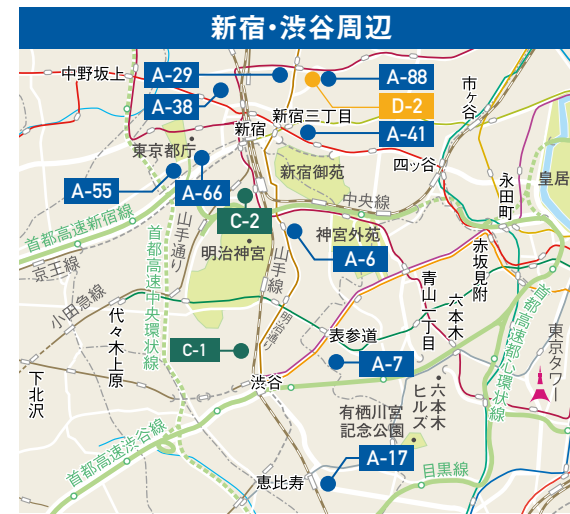 新宿・渋谷周辺
中野坂上
A-29
A-88
市ケ谷
A-38
D-2
新宿三丁目
新宿
A-41
東京都庁
四ッ谷
新宿御苑
皇居
永田町
A-55
A-66
中央線
首都高速新宿線
C-2
山手通り
神宮外苑
明治神宮
山手線
A-6
赤坂見附
京王線
首都高速中央環状線
青山一丁目
六本木
首都高速都心環状線
小田急線
代々木上原
明治通り
東京タワー
表参道
C-1
A-7
下北沢
渋谷
六本木
ヒルズ
有栖川宮
記念公園
首都高速渋谷線
A-17
目黒線
恵比寿